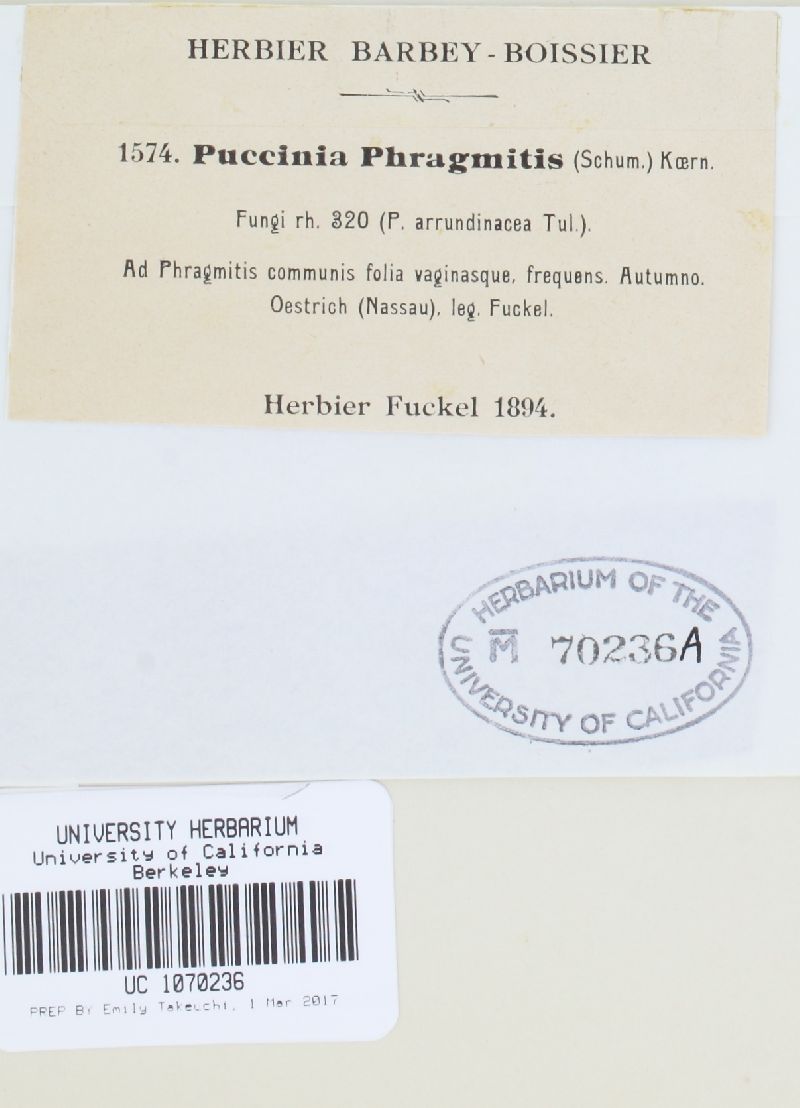 HERBIER BARBEY-BOISSIER
1574. Puccinia Phragmitis (Schum.) Kœrn.
Fungi rh. 320 (P. arrundinacea Tul.).
Ad Phragmitis communis folia vaginasque, frequens. Autumno.
Oestrich (Nassau), leg. Fuckel.
Herbier Fuckel 1894.
HERBARIUM OF THE
M̅ 70236A
UNIVERSITY OF CALIFORNIA
UNIVERSITY HERBARIUM
University of California
Berkeley
UC 1070236
PREP BY Emily Takeuchi, 1 Mar 2017